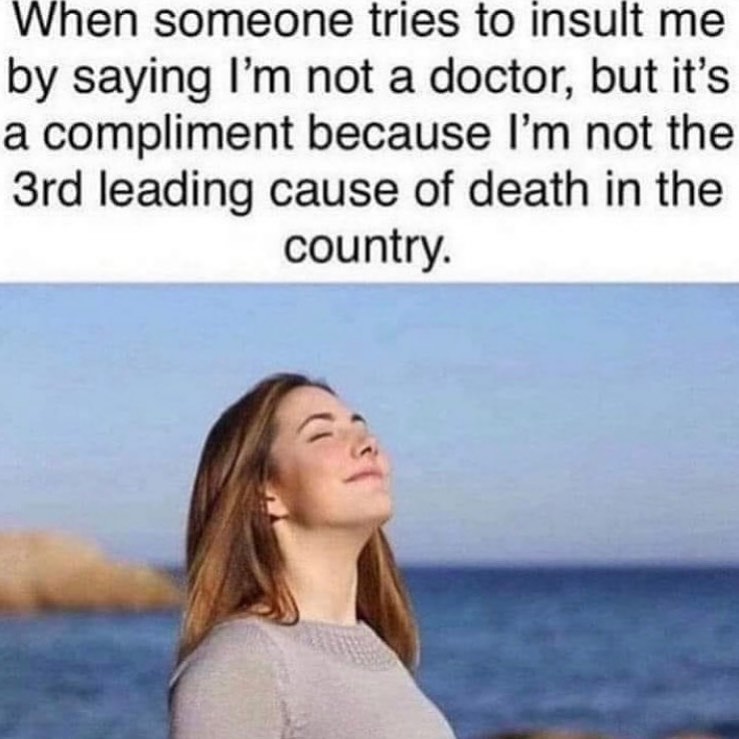 When someone tries to insult me
by saying I'm not a doctor, but it's
a compliment because I'm not the
3rd leading cause of death in the
country.